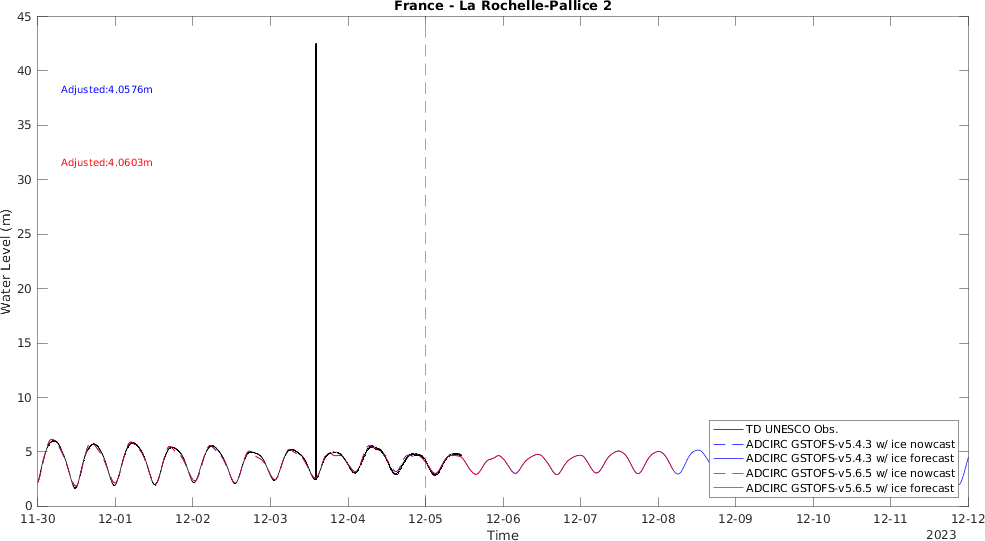 France - La Rochelle-Pallice 2
45
40
35
30
25
20
15
10
5
0
Water Level (m)
Adjusted:4.0576m
Adjusted:4.0603m
TD UNESCO Obs.
ADCIRC GSTOFS-v5.4.3 w/ ice nowcast
ADCIRC GSTOFS-v5.4.3 w/ ice forecast
ADCIRC GSTOFS-v5.6.5 w/ ice nowcast
ADCIRC GSTOFS-v5.6.5 w/ ice forecast
11-30 12-01 12-02 12-03 12-04 12-05 12-06 12-07 12-08 12-09 12-10 12-11 12-12
Time
2023